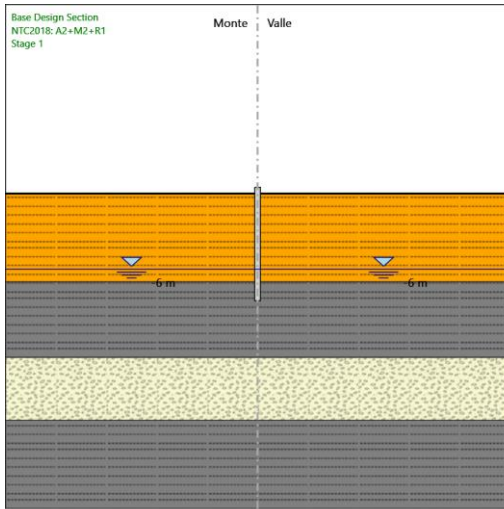 Base Design Section
NTC2018: A2+M2+R1
Stage 1
Monte Valle
-6 m -6 m